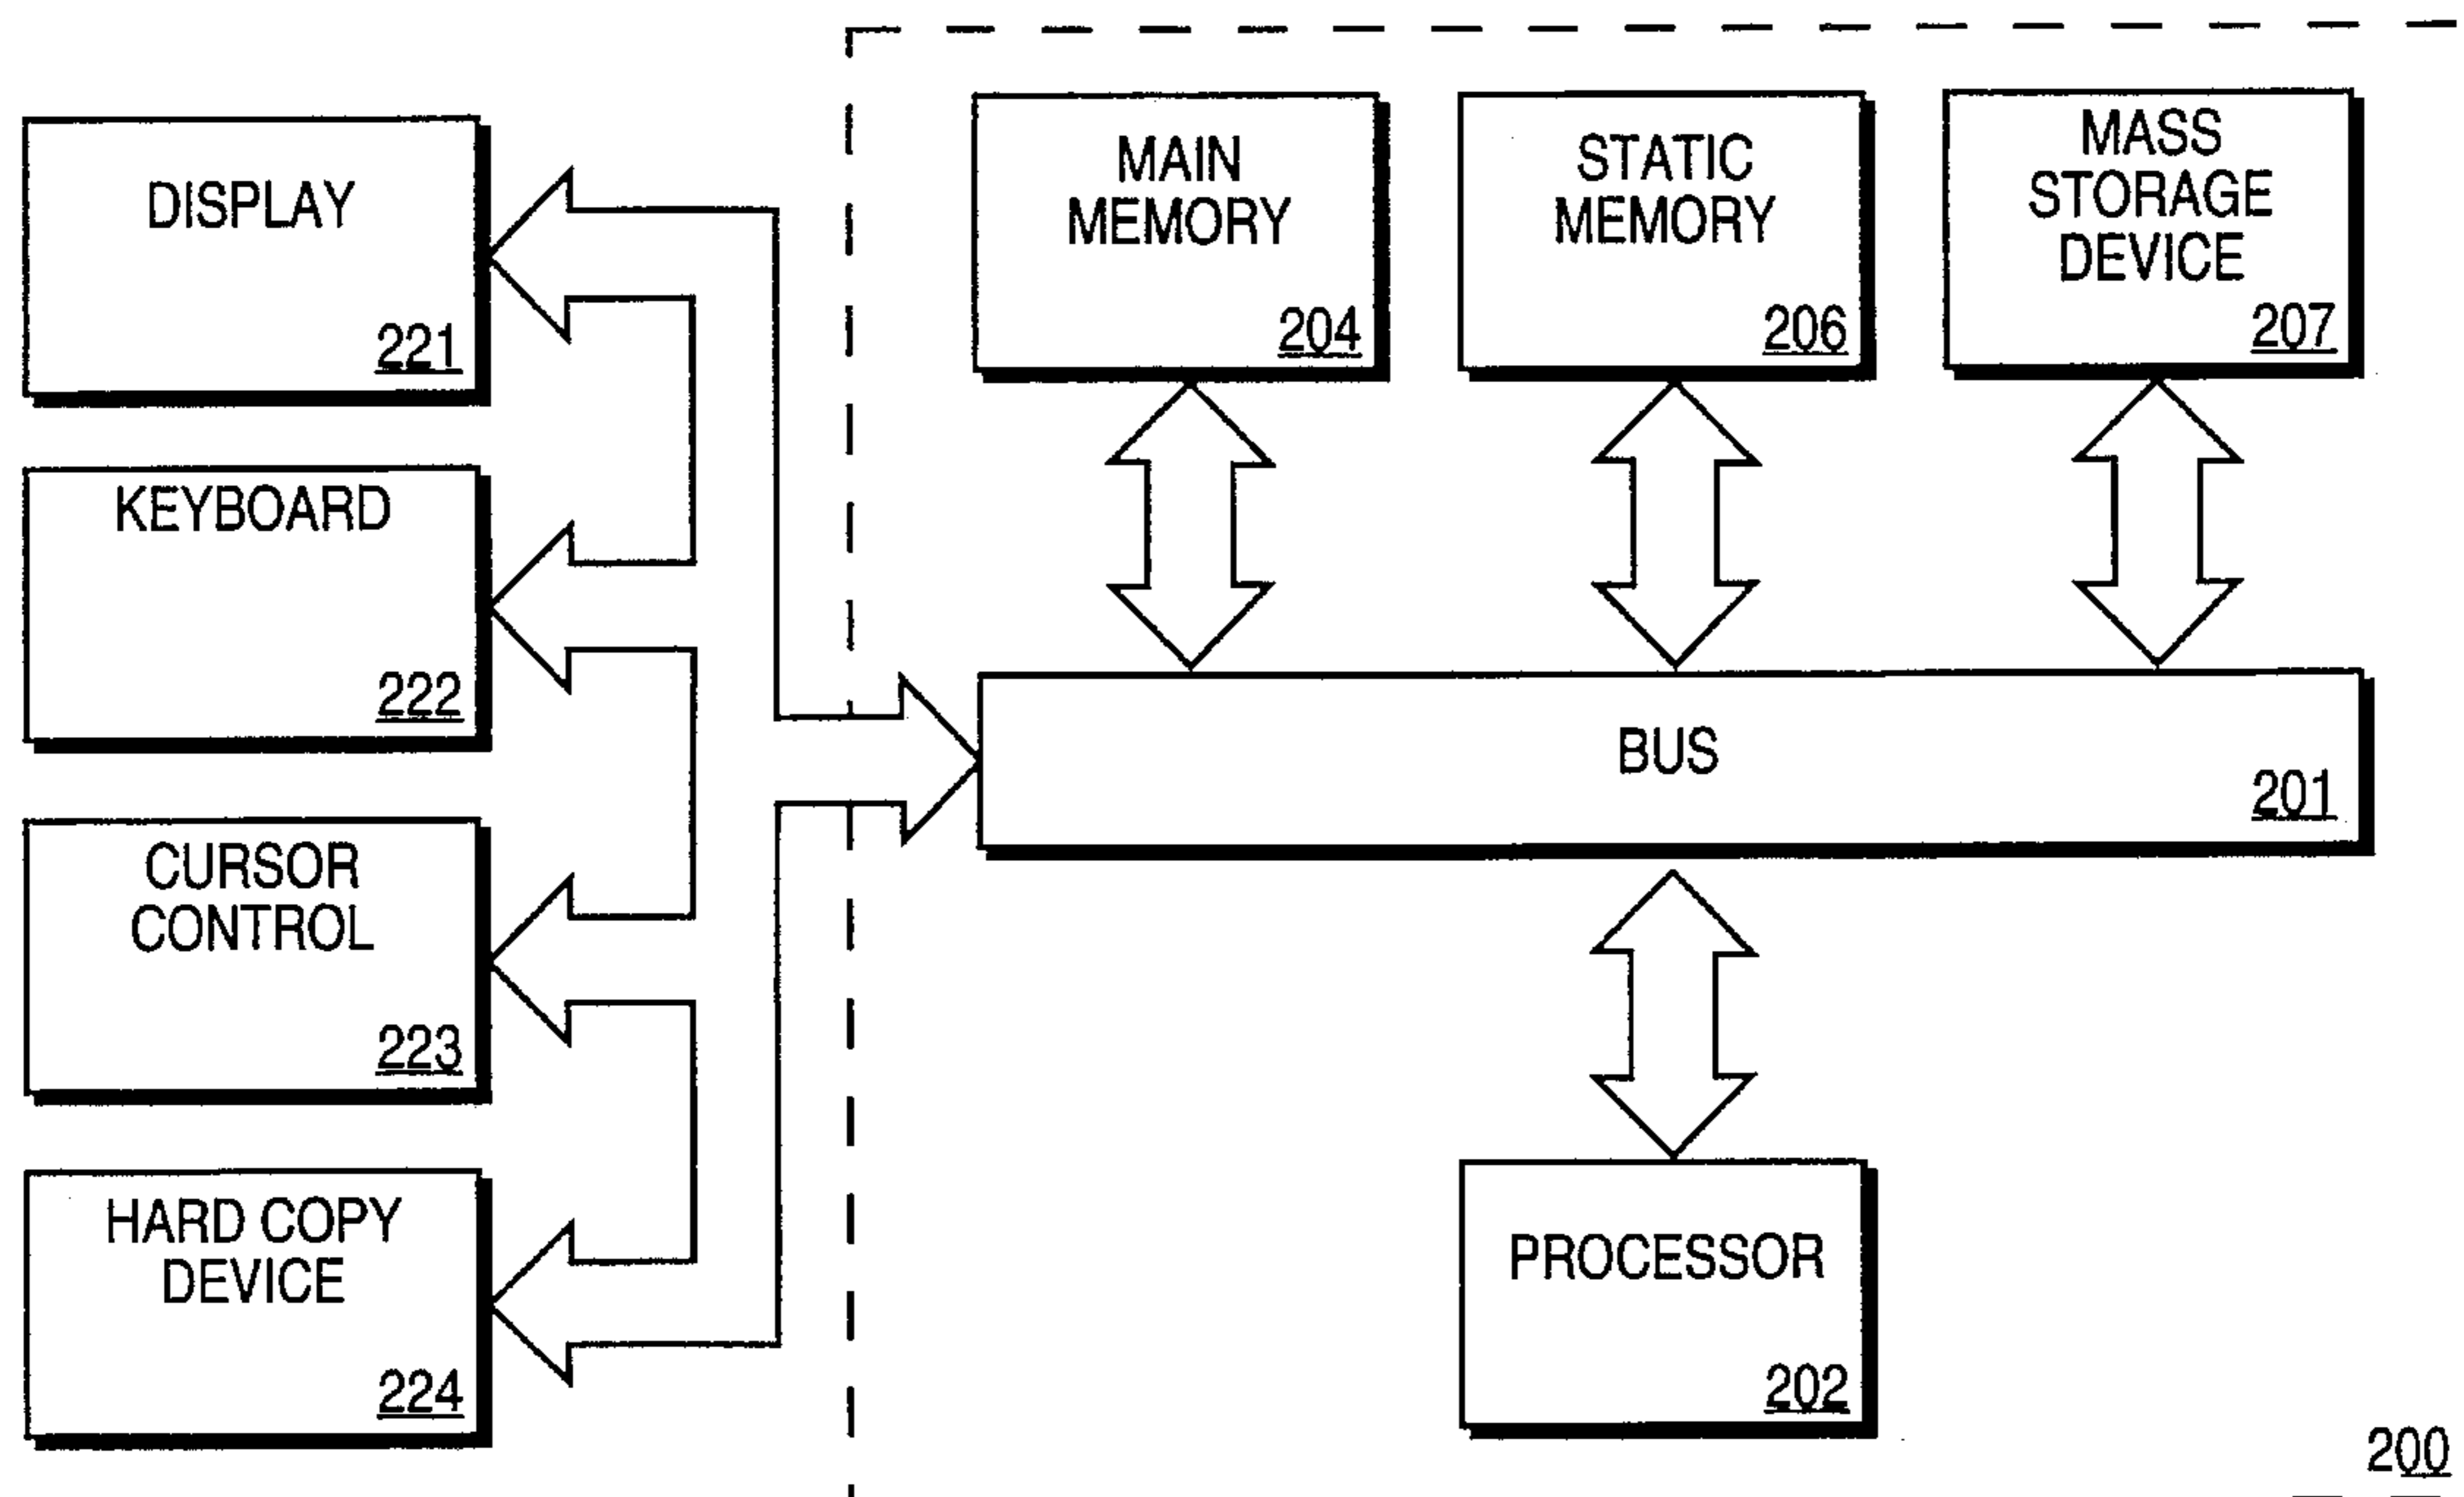 DISPLAY
221
KEYBOARD
222
CURSOR
CONTROL
223
HARD COPY
DEVICE
224
MAIN
MEMORY
204
STATIC
MEMORY
206
MASS
STORAGE
DEVICE
207
BUS
201
PROCESSOR
202
200